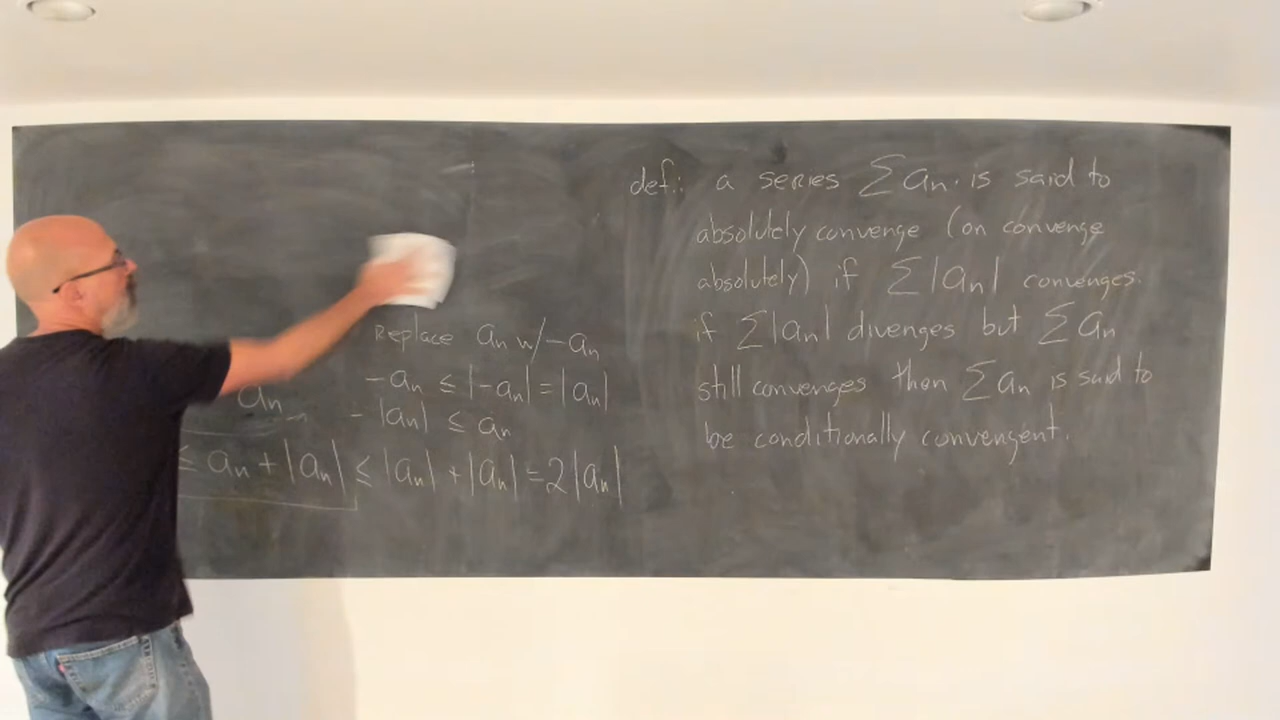 Replace an w/ -an
-an ≤ |-an| = |an|
an
- |an| ≤ an
≤ an + |an| ≤ |an| + |an| = 2|an|
def.: a series ∑an. is said to
absolutely converge (or converge
absolutely) if ∑|an| converges.
if ∑|an| diverges but ∑an
still converges then ∑an is said to
be conditionally convergent.